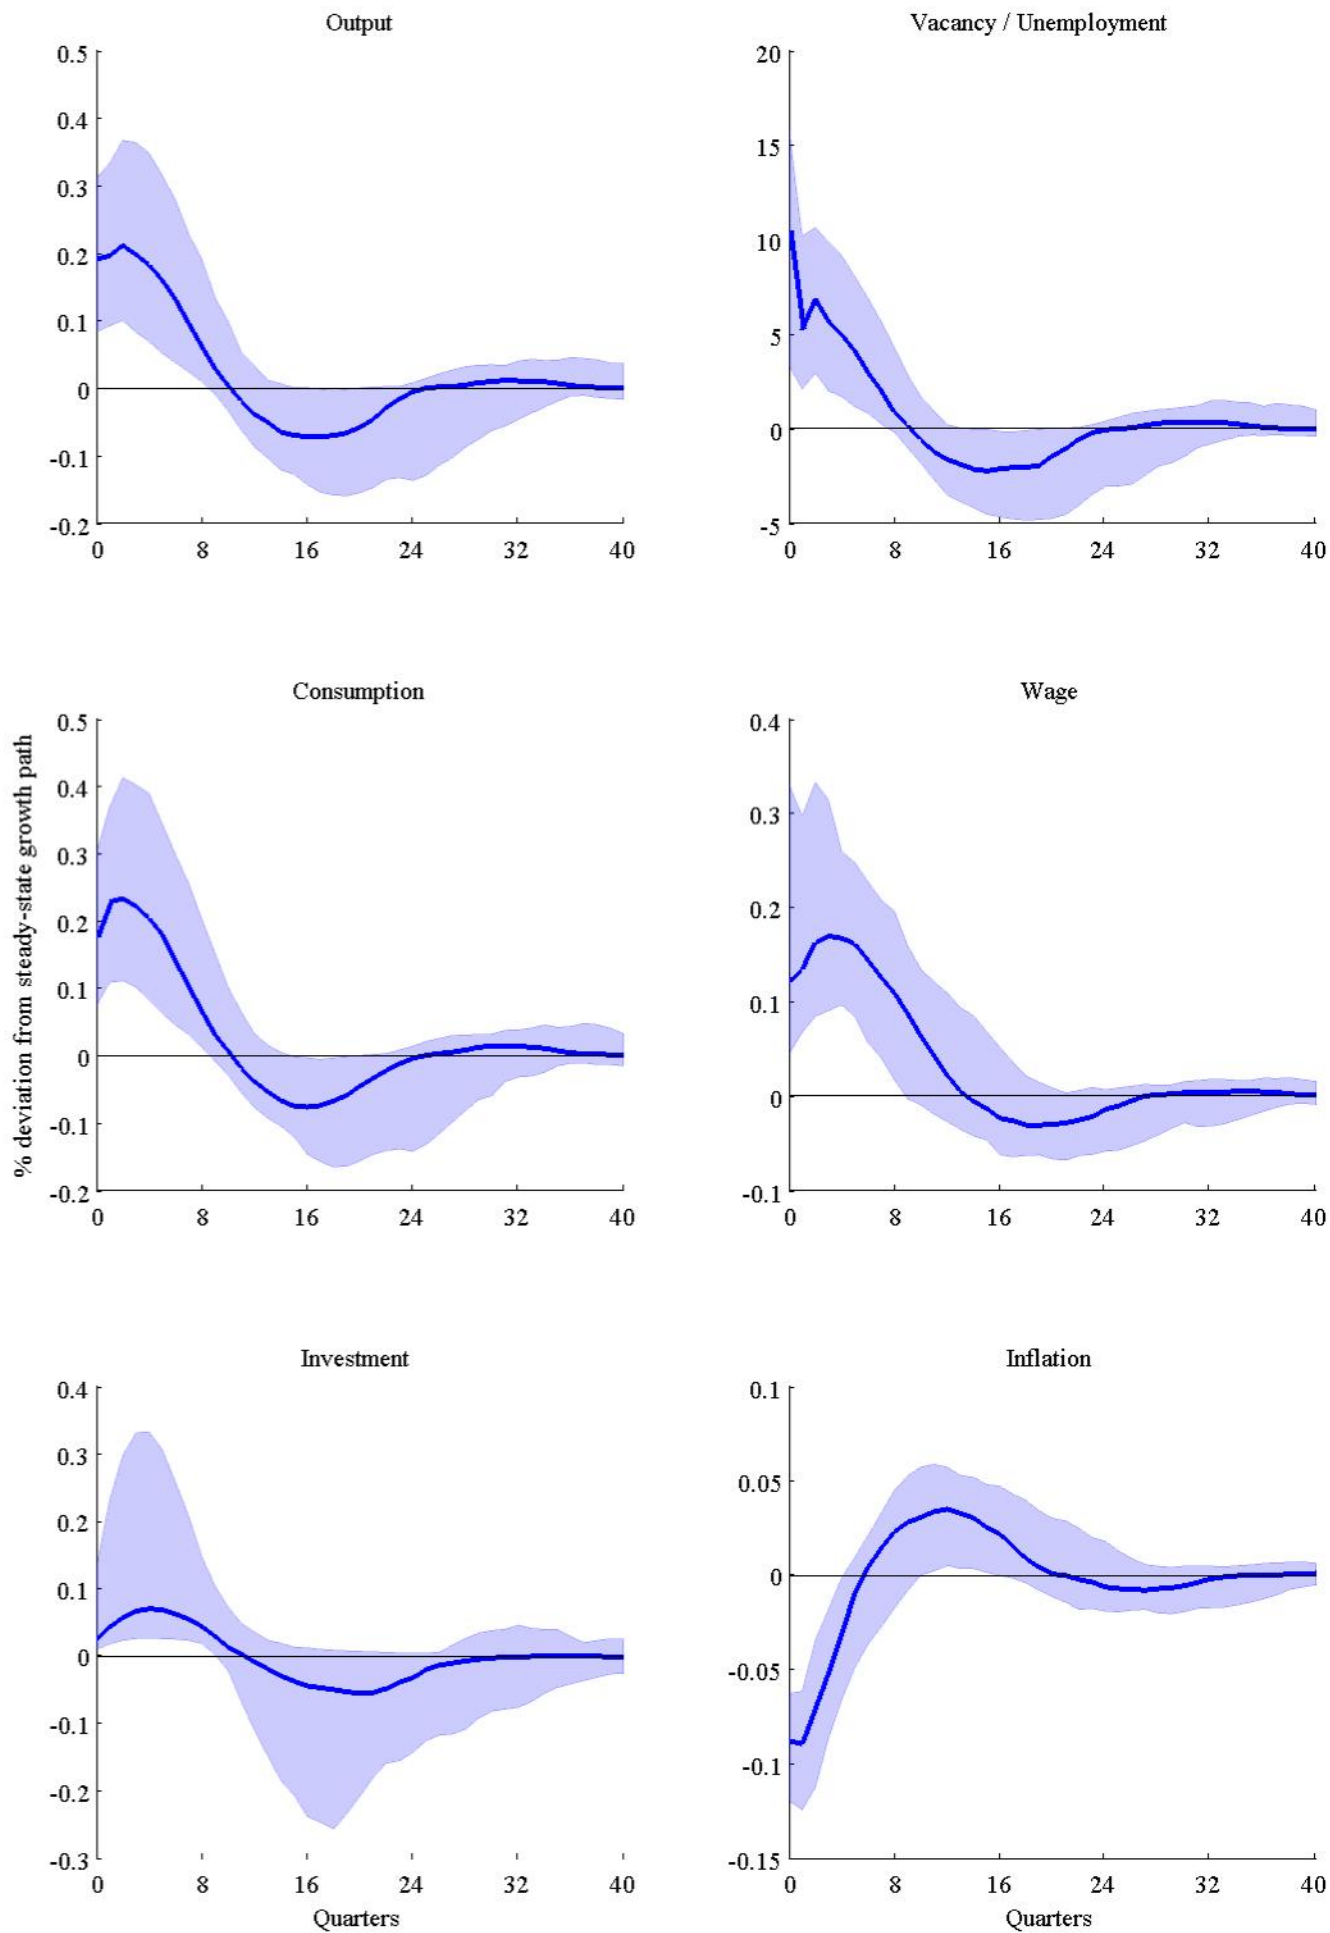 Output
0.5
0.4
0.3
0.2
0.1
0
-0.1
-0.2
0 8 16 24 32 40
Vacancy / Unemployment
20
15
10
5
0
-5
0 8 16 24 32 40
% deviation from steady-state growth path
Consumption
0.5
0.4
0.3
0.2
0.1
0
-0.1
-0.2
0 8 16 24 32 40
Wage
0.4
0.3
0.2
0.1
0
-0.1
0 8 16 24 32 40
Investment
0.4
0.3
0.2
0.1
0
-0.1
-0.2
-0.3
0 8 16 24 32 40
Quarters
Inflation
0.1
0.05
0
-0.05
-0.1
-0.15
0 8 16 24 32 40
Quarters